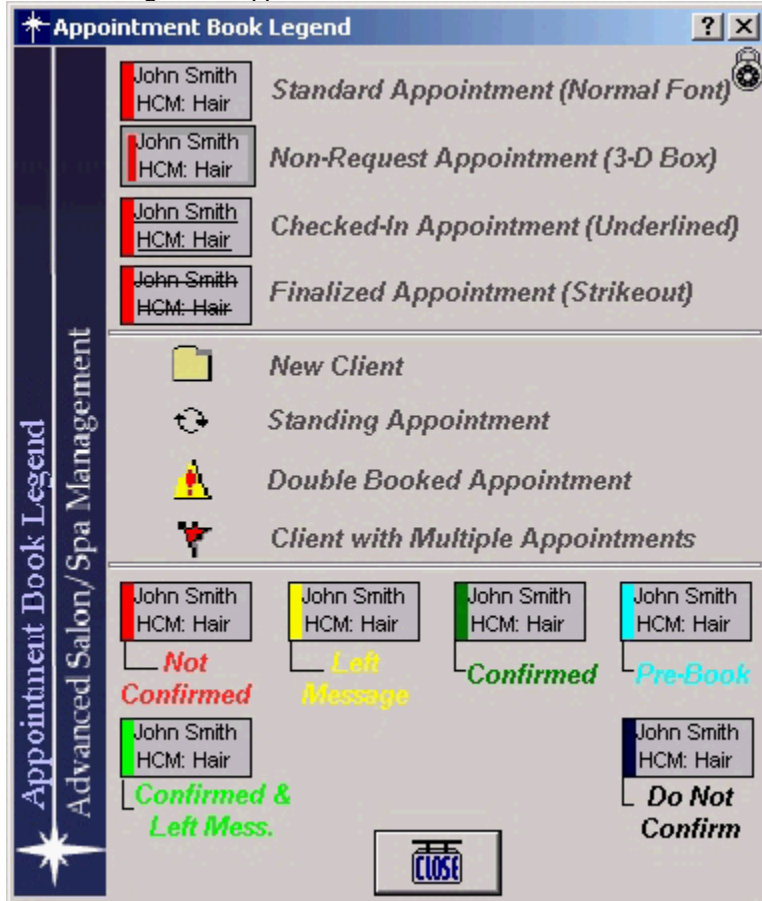 Appointment Book Legend
? X
John Smith
HCM: Hair
Standard Appointment (Normal Font)
John Smith
HCM: Hair
Non-Request Appointment (3-D Box)
John Smith
HCM: Hair
Checked-In Appointment (Underlined)
John Smith
HCM: Hair
Finalized Appointment (Strikeout)
New Client
Standing Appointment
Double Booked Appointment
Client with Multiple Appointments
John Smith
HCM: Hair
Not
Confirmed
John Smith
HCM: Hair
Left
Message
John Smith
HCM: Hair
Confirmed
John Smith
HCM: Hair
Pre-Book
John Smith
HCM: Hair
Confirmed &
Left Mess.
John Smith
HCM: Hair
Do Not
Confirm
CLOSE
Appointment Book Legend
Advanced Salon/Spa Management